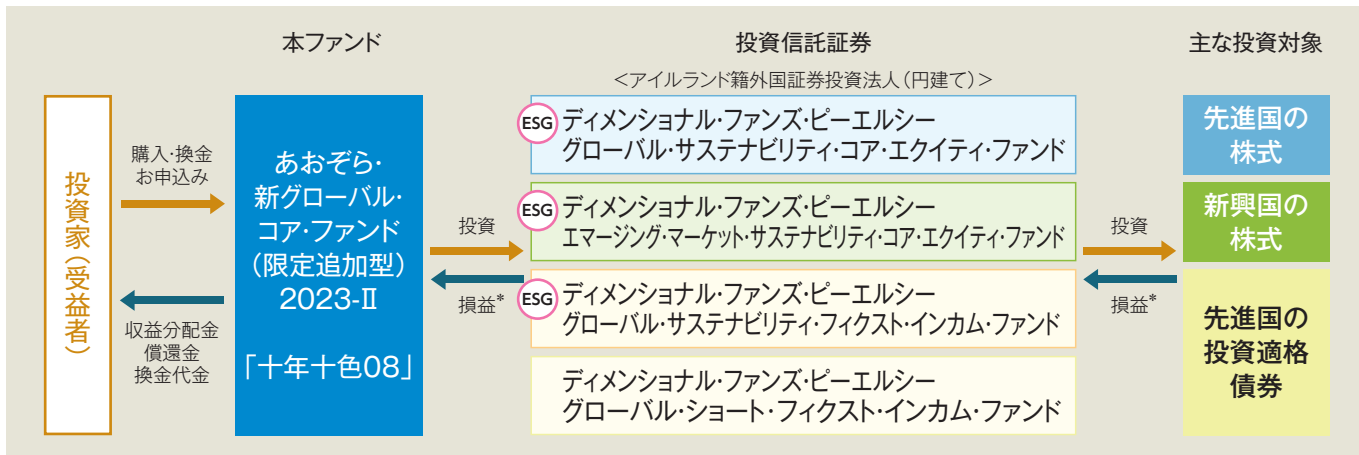 本ファンド
投資信託証券
主な投資対象
<アイルランド籍外国証券投資法人(円建て)>
投資家(受益者)
購入・換金
お申込み
収益分配金
償還金
換金代金
あおぞら・
新グローバル・
コア・ファンド
(限定追加型)
2023-Ⅱ
「十年十色08」
投資
損益*
ESG
ディメンショナル・ファンズ・ピーエルシー
グローバル・サステナビリティ・コア・エクイティ・ファンド
ESG
ディメンショナル・ファンズ・ピーエルシー
エマージング・マーケット・サステナビリティ・コア・エクイティ・ファンド
ESG
ディメンショナル・ファンズ・ピーエルシー
グローバル・サステナビリティ・フィクスト・インカム・ファンド
ディメンショナル・ファンズ・ピーエルシー
グローバル・ショート・フィクスト・インカム・ファンド
投資
損益*
先進国の
株式
新興国の
株式
先進国の
投資適格
債券